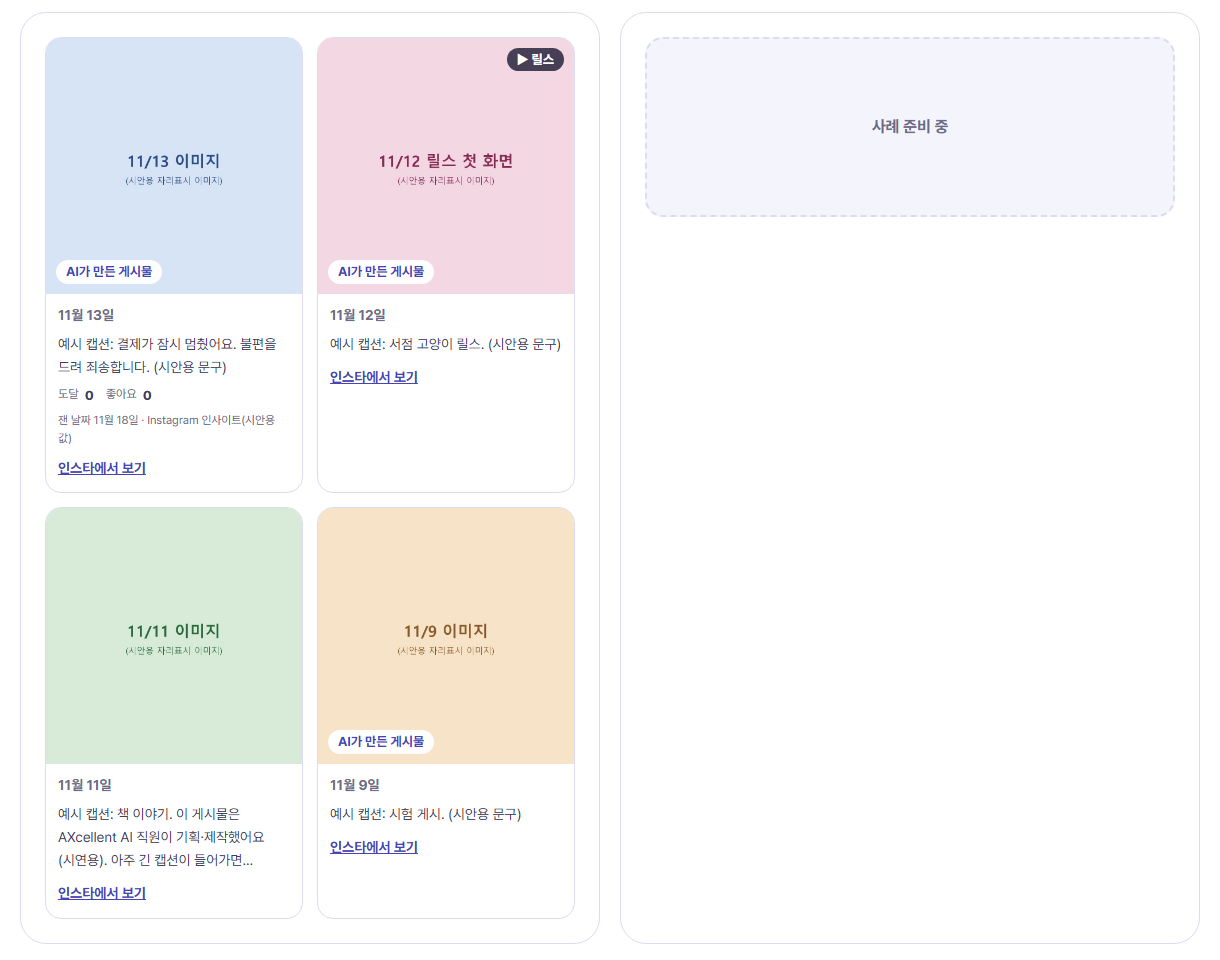 ▶ 릴스
11/13 이미지
(시안용 자리표시 이미지)
AI가 만든 게시물
11월 13일
예시 캡션: 결제가 잠시 멈췄어요. 불편을
드려 죄송합니다. (시안용 문구)
도달 0 좋아요 0
잰 날짜 11월 18일 · Instagram 인사이트(시안용
값)
인스타에서 보기
11/12 릴스 첫 화면
(시안용 자리표시 이미지)
AI가 만든 게시물
11월 12일
예시 캡션: 서점 고양이 릴스. (시안용 문구)
인스타에서 보기
11/11 이미지
(시안용 자리표시 이미지)
11월 11일
예시 캡션: 책 이야기. 이 게시물은
AXcellent AI 직원이 기획·제작했어요
(시연용). 아주 긴 캡션이 들어가면...
인스타에서 보기
11/9 이미지
(시안용 자리표시 이미지)
AI가 만든 게시물
11월 9일
예시 캡션: 시험 게시. (시안용 문구)
인스타에서 보기
사례 준비 중